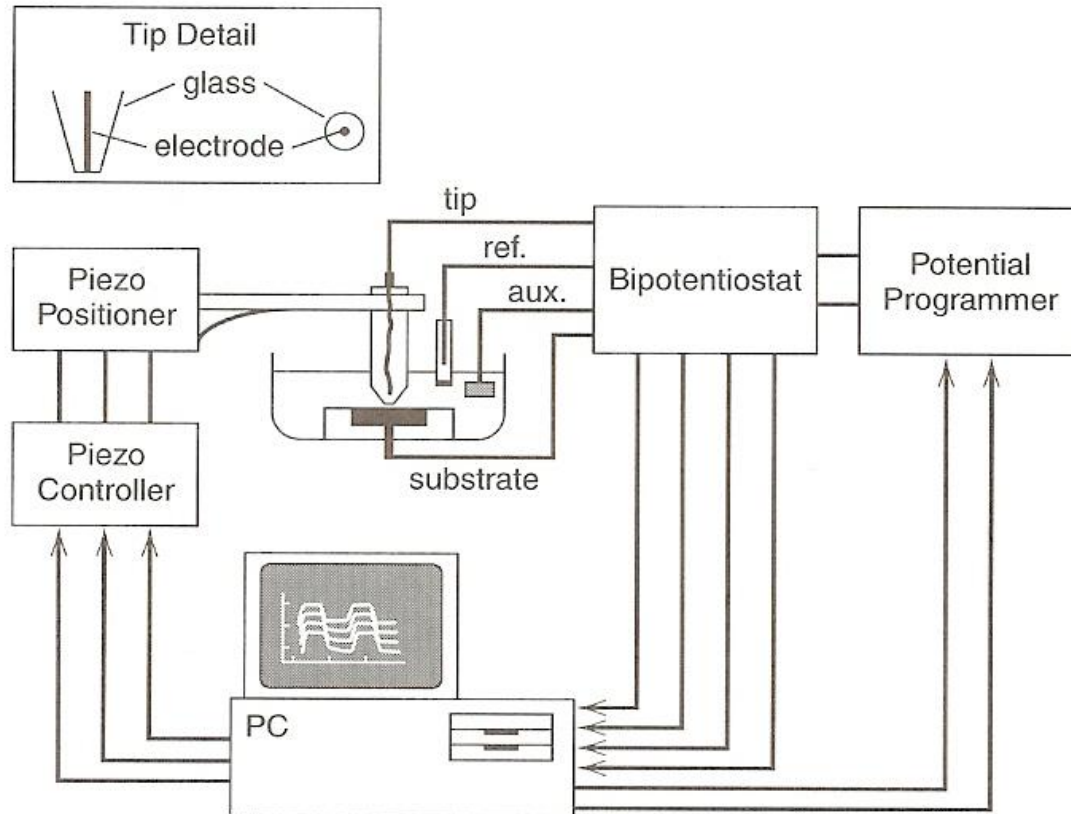 Tip Detail
glass
electrode
tip
ref.
aux.
Piezo
Positioner
Bipotentiostat
Potential
Programmer
Piezo
Controller
substrate
PC